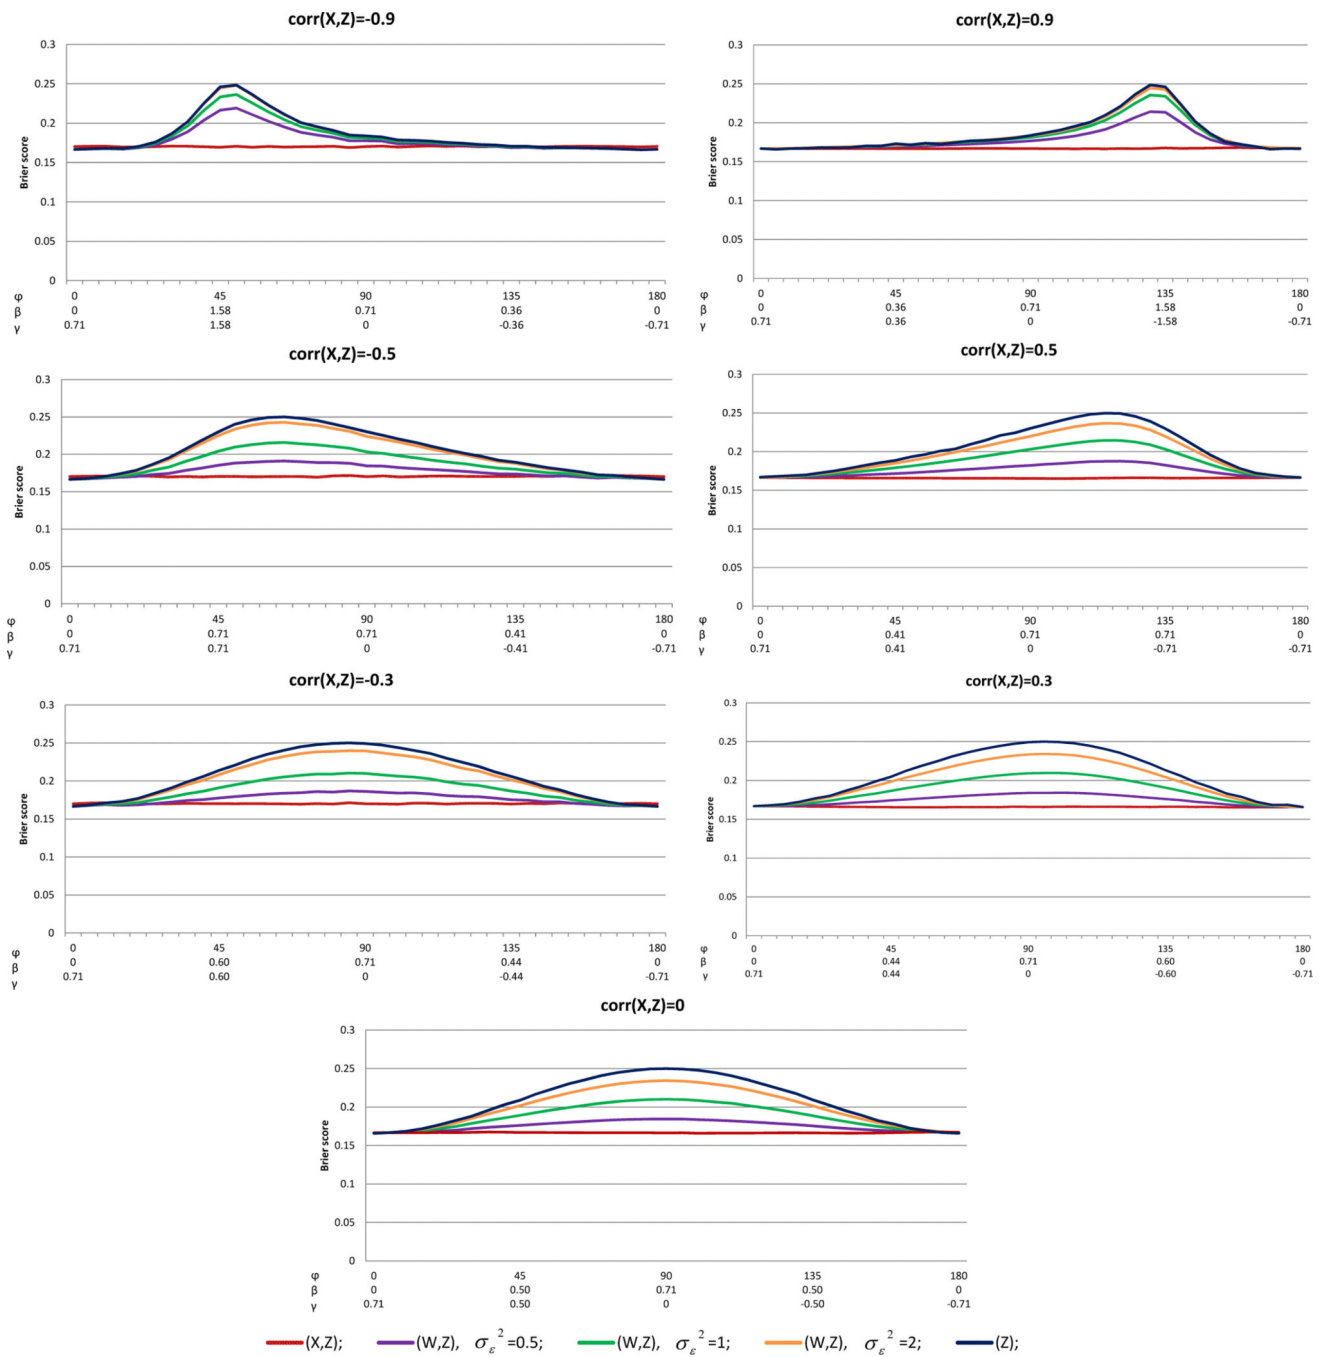 corr(X,Z)=-0.9
0.3
0.25
0.2
0.15
0.1
0.05
0
Brier score
φ 0 45 90 135 180
β 0 1.58 0.71 0.36 0
γ 0.71 1.58 0 -0.36 -0.71
corr(X,Z)=0.9
0.3
0.25
0.2
0.15
0.1
0.05
0
Brier score
φ 0 45 90 135 180
β 0 0.36 0.71 1.58 0
γ 0.71 0.36 0 -1.58 -0.71
corr(X,Z)=-0.5
0.3
0.25
0.2
0.15
0.1
0.05
0
Brier score
φ 0 45 90 135 180
β 0 0.71 0.71 0.41 0
γ 0.71 0.71 0 -0.41 -0.71
corr(X,Z)=0.5
0.3
0.25
0.2
0.15
0.1
0.05
0
Brier score
φ 0 45 90 135 180
β 0 0.41 0.71 0.71 0
γ 0.71 0.41 0 -0.71 -0.71
corr(X,Z)=-0.3
0.3
0.25
0.2
0.15
0.1
0.05
0
Brier score
φ 0 45 90 135 180
β 0 0.60 0.71 0.44 0
γ 0.71 0.60 0 -0.44 -0.71
corr(X,Z)=0.3
0.3
0.25
0.2
0.15
0.1
0.05
0
Brier score
φ 0 45 90 135 180
β 0 0.44 0.71 0.60 0
γ 0.71 0.44 0 -0.60 -0.71
corr(X,Z)=0
0.3
0.25
0.2
0.15
0.1
0.05
0
Brier score
φ 0 45 90 135 180
β 0 0.50 0.71 0.50 0
γ 0.71 0.50 0 -0.50 -0.71
(X,Z); (W,Z), σε²=0.5; (W,Z), σε²=1; (W,Z), σε²=2; (Z);